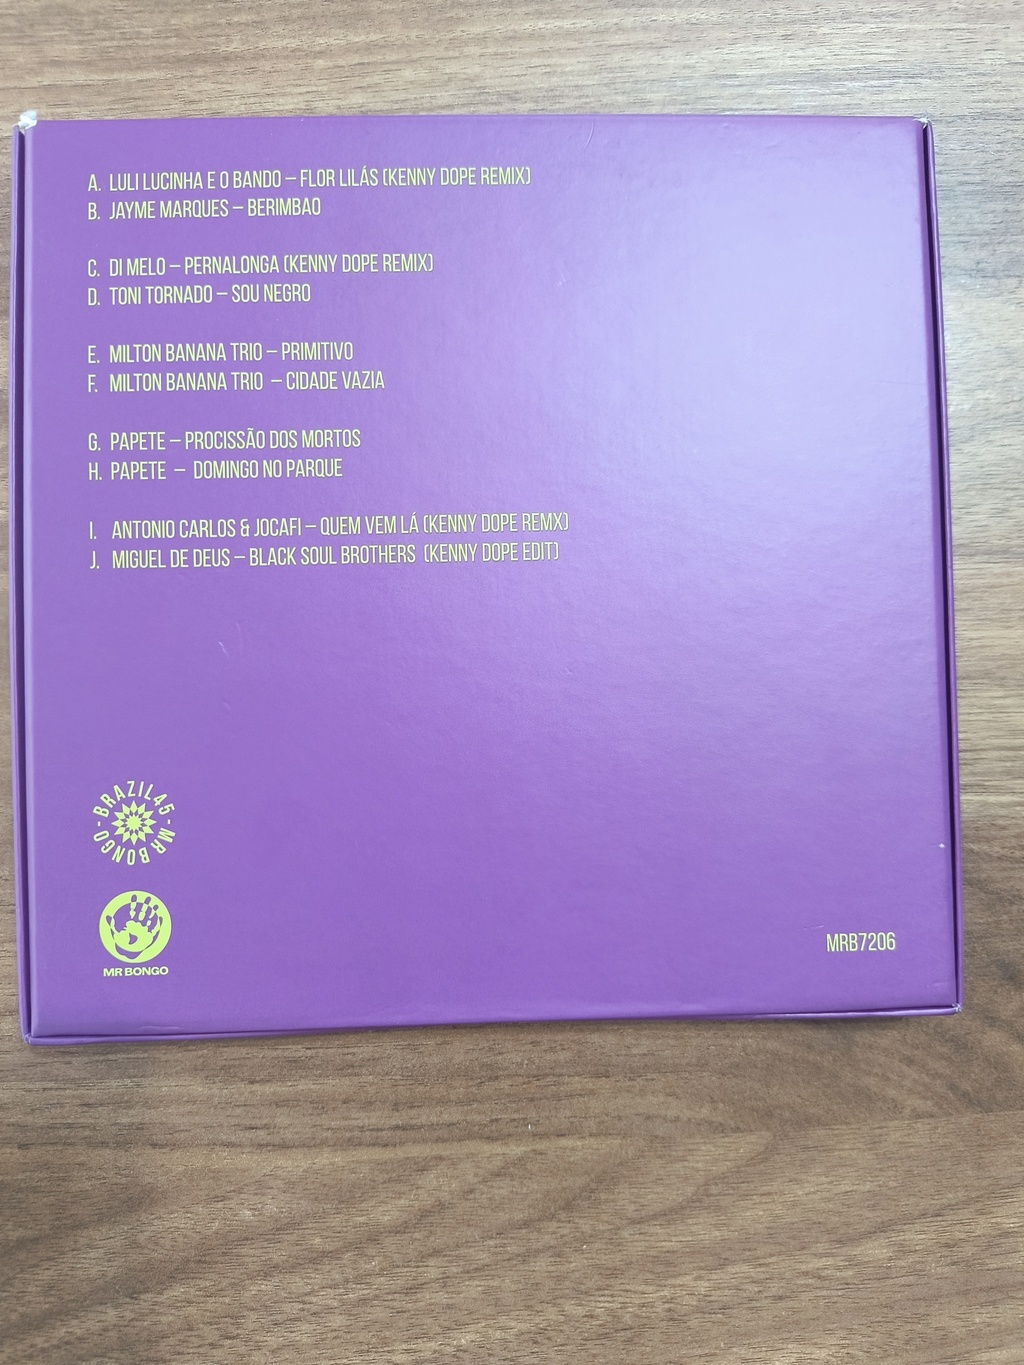 A. LULI LUCINHA E O BANDO – FLOR LILÁS (KENNY DOPE REMIX)
B. JAYME MARQUES – BERIMBAO
C. DI MELO – PERNALONGA (KENNY DOPE REMIX)
D. TONI TORNADO – SOU NEGRO
E. MILTON BANANA TRIO – PRIMITIVO
F. MILTON BANANA TRIO – CIDADE VAZIA
G. PAPETE – PROCISSÃO DOS MORTOS
H. PAPETE – DOMINGO NO PARQUE
I. ANTONIO CARLOS & JOCAFI – QUEM VEM LÁ (KENNY DOPE REMX)
J. MIGUEL DE DEUS – BLACK SOUL BROTHERS (KENNY DOPE EDIT)
BRAZIL45 - MR BONGO -
MR BONGO
MRB7206